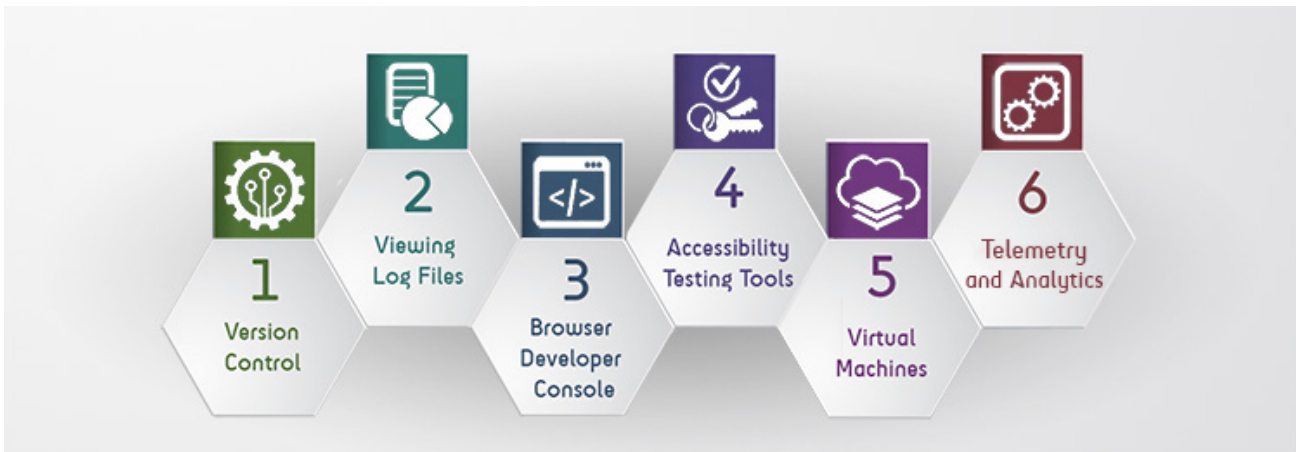 1
Version
Control
2
Viewing
Log Files
</>
3
Browser
Developer
Console
4
Accessibility
Testing Tools
5
Virtual
Machines
6
Telemetry
and Analytics